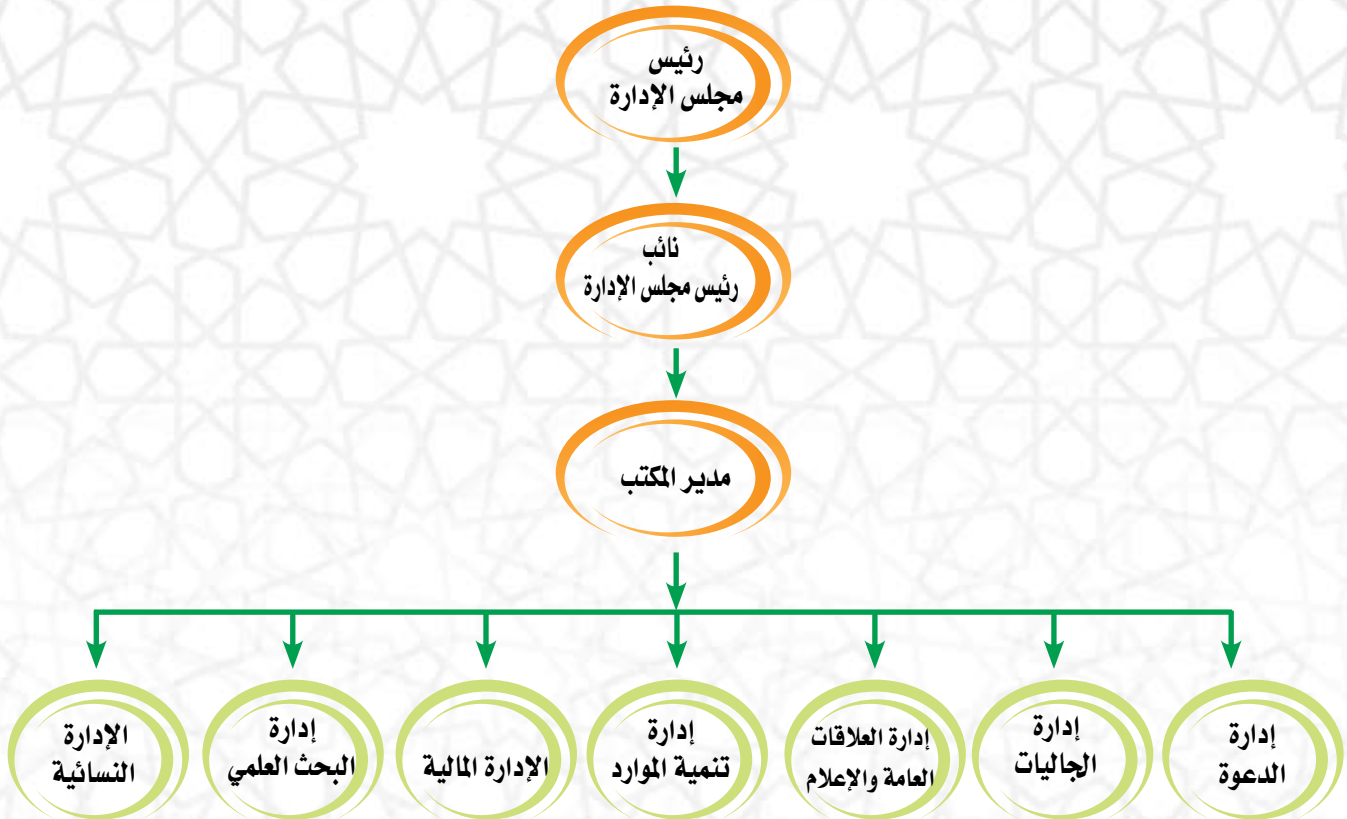 رئيس
مجلس الإدارة
نائب
رئيس مجلس الإدارة
مدير المكتب
إدارة
الدعوة
إدارة
الجاليات
إدارة العلاقات
العامة والإعلام
إدارة
تنمية الموارد
الإدارة المالية
إدارة
البحث العلمي
الإدارة
النسائية